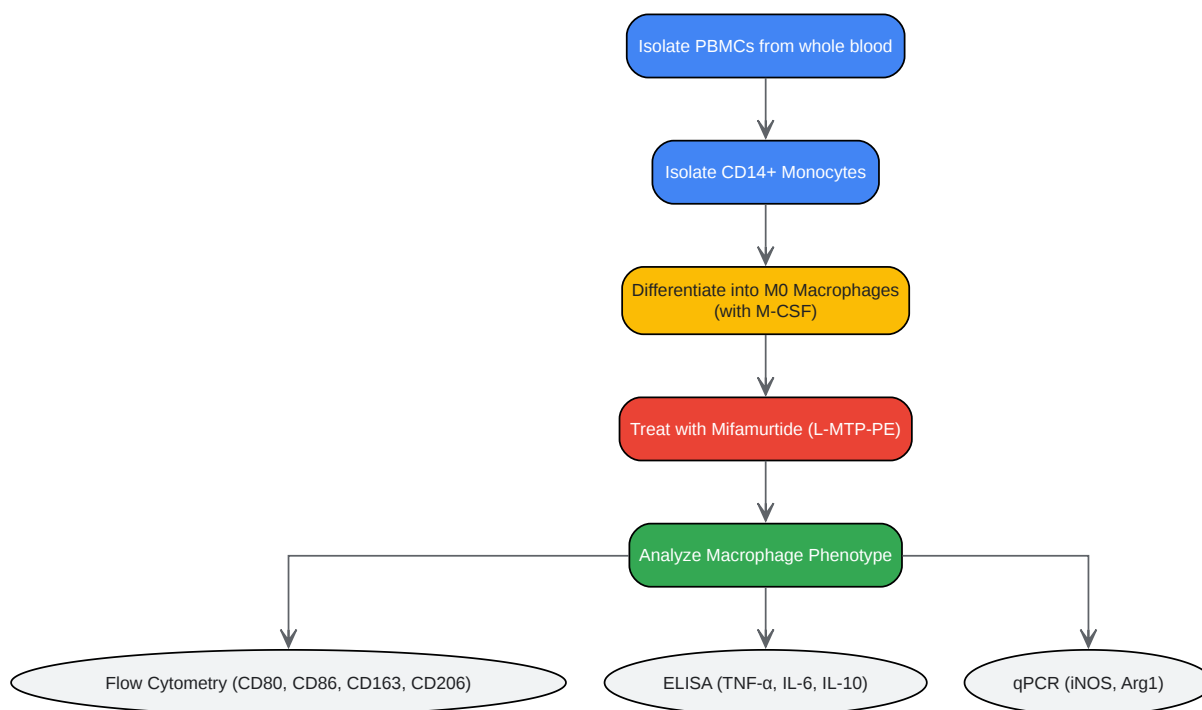 Isolate PBMCs from whole blood
Isolate CD14+ Monocytes
Differentiate into M0 Macrophages
(with M-CSF)
Treat with Mifamurtide (L-MTP-PE)
Analyze Macrophage Phenotype
Flow Cytometry (CD80, CD86, CD163, CD206)
ELISA (TNF-α, IL-6, IL-10)
qPCR (iNOS, Arg1)